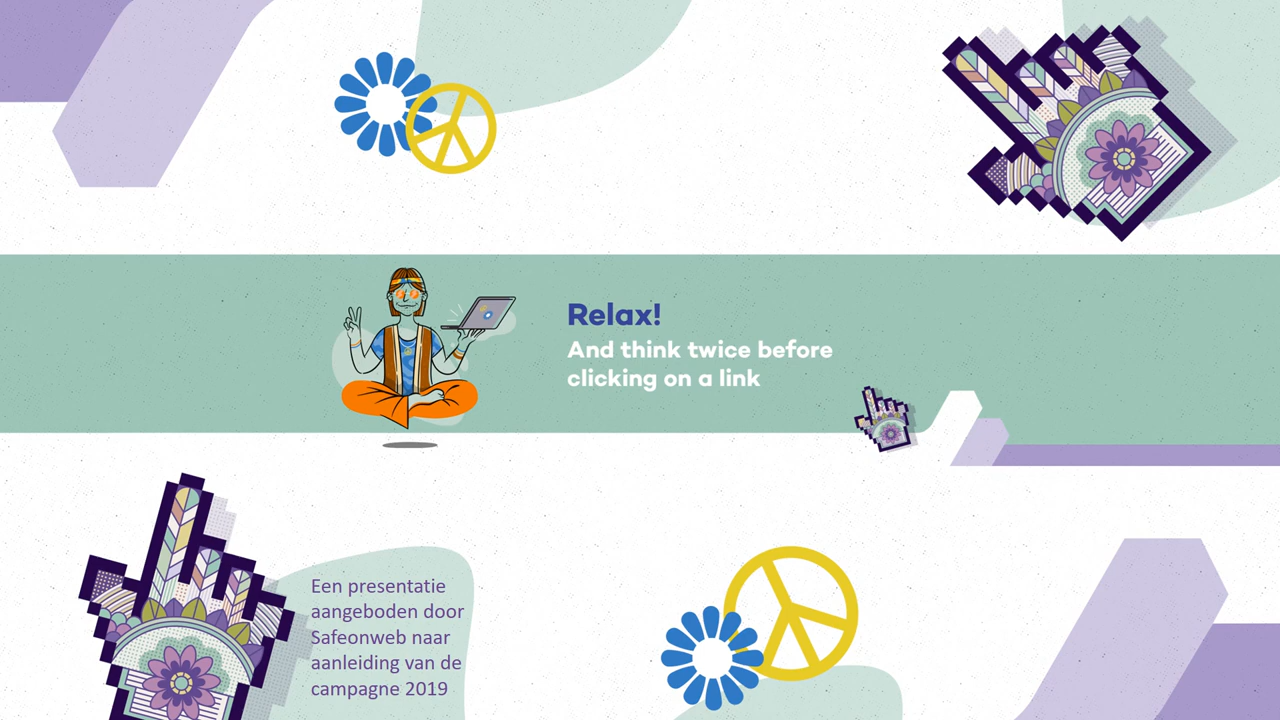 Relax!
And think twice before
clicking on a link
Een presentatie
aangeboden door
Safeonweb naar
aanleiding van de
campagne 2019